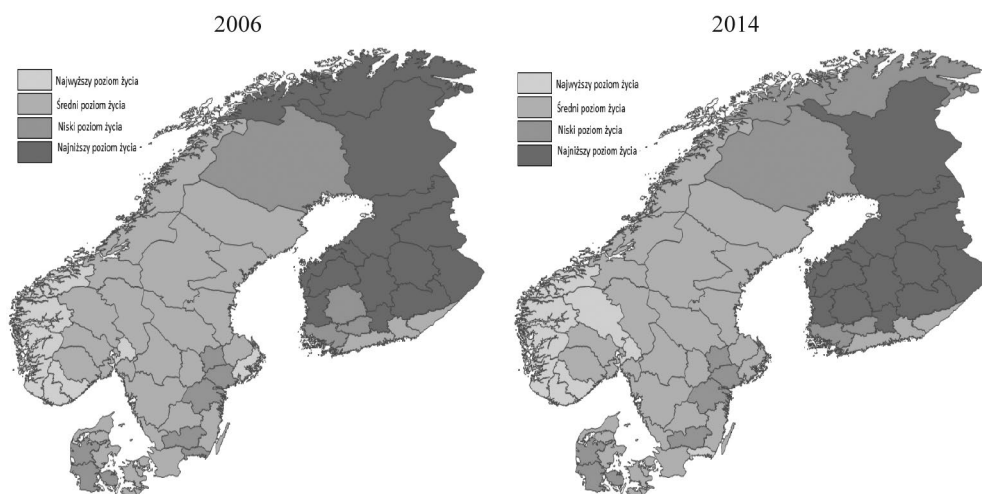 2006
Najwyższy poziom życia
Średni poziom życia
Niski poziom życia
Najniższy poziom życia
2014
Najwyższy poziom życia
Średni poziom życia
Niski poziom życia
Najniższy poziom życia